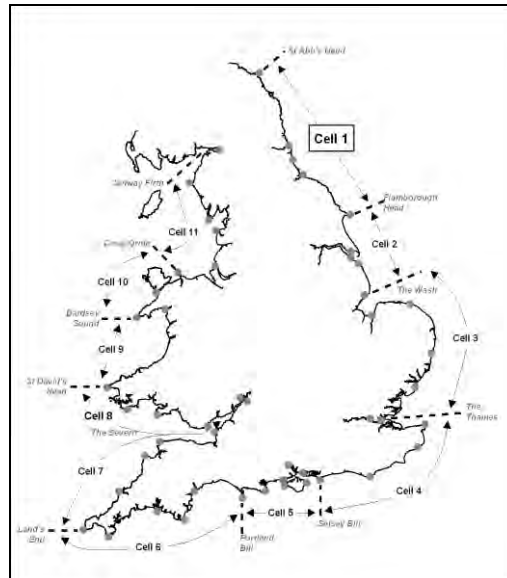 St Abb's Head
Cell 1
Solway Firth
Flamborough
Head
Cell 11
Cell 2
Great Orme
The Wash
Cell 10
Bardsey
Sound
Cell 3
Cell 9
St David's
Head
The
Thames
Cell 8
The Severn
Cell 7
Cell 4
Cell 5
Selsey Bill
Land's
End
Cell 6
Portland
Bill